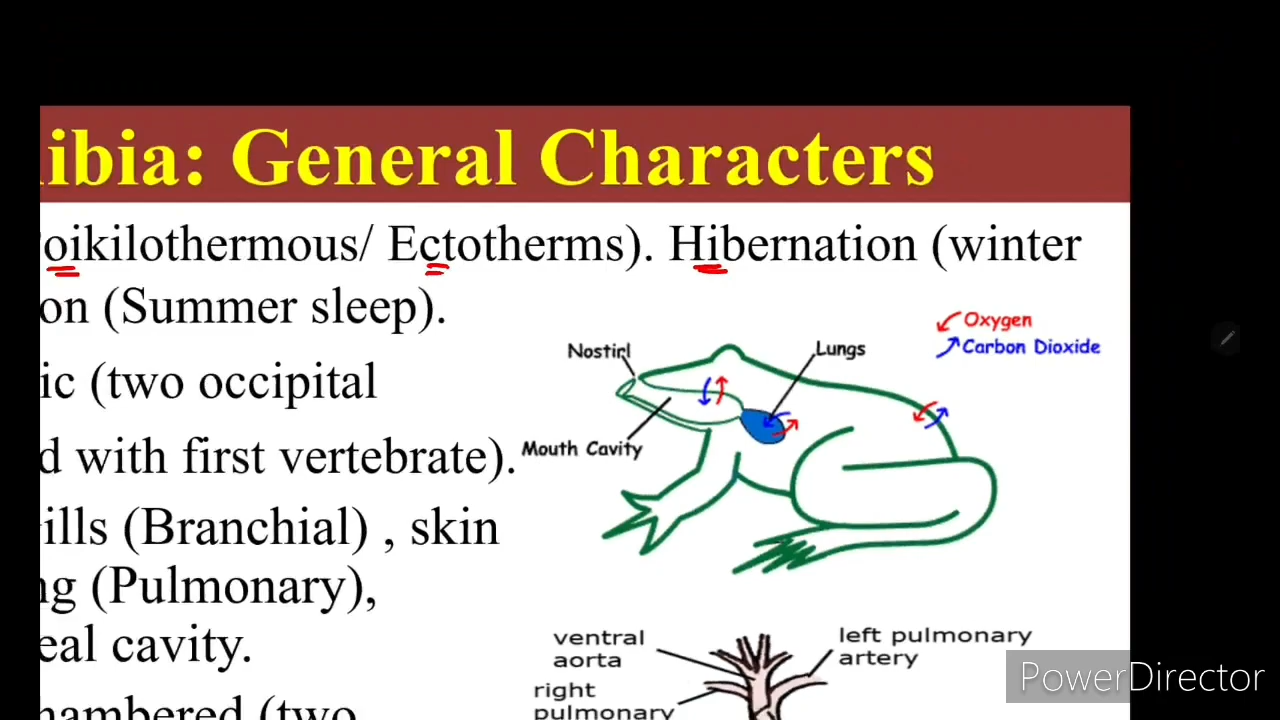 ibia: General Characters
oikilothermous/ Ectotherms). Hibernation (winter
on (Summer sleep).
ic (two occipital
d with first vertebrate).
ills (Branchial) , skin
ng (Pulmonary),
eal cavity.
hambered (two
Oxygen
Carbon Dioxide
Nostirl
Lungs
Mouth Cavity
ventral
aorta
left pulmonary
artery
right
pulmonary
PowerDirector